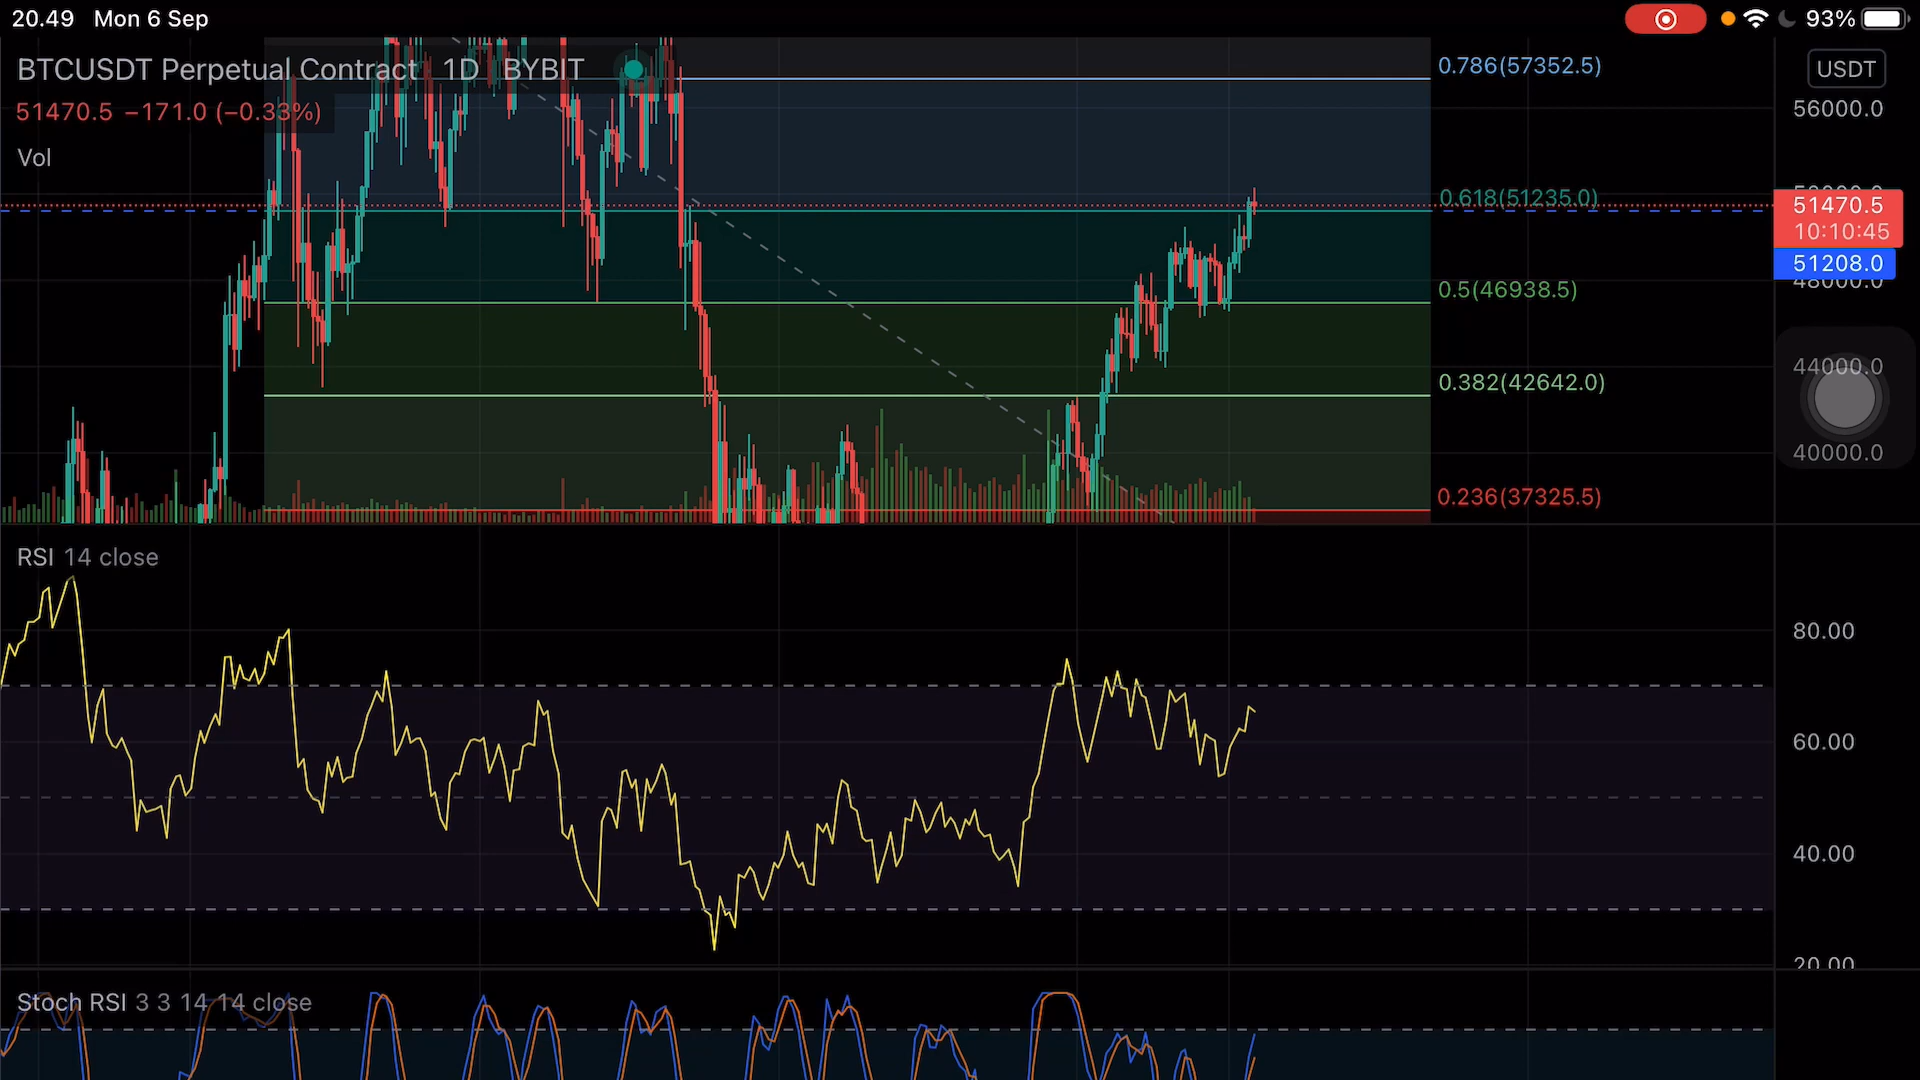 20.49 Mon 6 Sep
93%
BTCUSDT Perpetual Contract 1D BYBIT
USDT
51470.5 −171.0 (−0.33%)
Vol
0.786(57352.5)
56000.0
0.618(51235.0)
51470.5
10:10:45
51208.0
48000.0
0.5(46938.5)
44000.0
0.382(42642.0)
40000.0
0.236(37325.5)
RSI 14 close
80.00
60.00
40.00
20.00
Stoch RSI 3 3 14 14 close